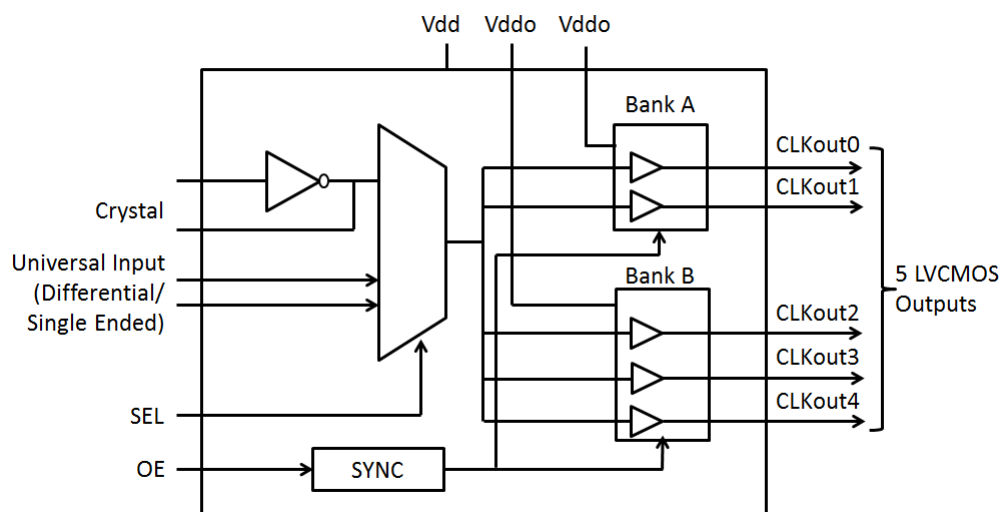 Vdd
Vddo
Vddo
Bank A
CLKout0
CLKout1
Crystal
Universal Input
(Differential/
Single Ended)
Bank B
5 LVCMOS
Outputs
CLKout2
CLKout3
CLKout4
SEL
OE
SYNC